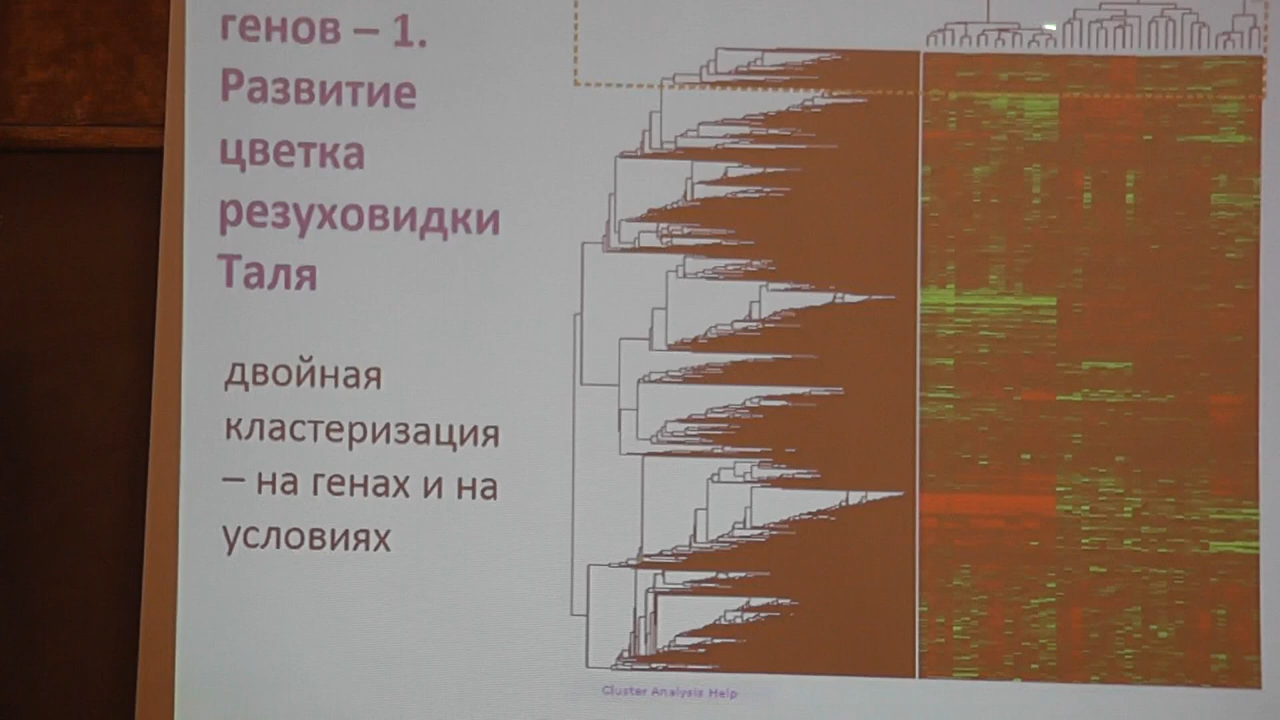 генов – 1.
Развитие
цветка
резуховидки
Таля
двойная
кластеризация
– на генах и на
условиях
Cluster Analysis Help